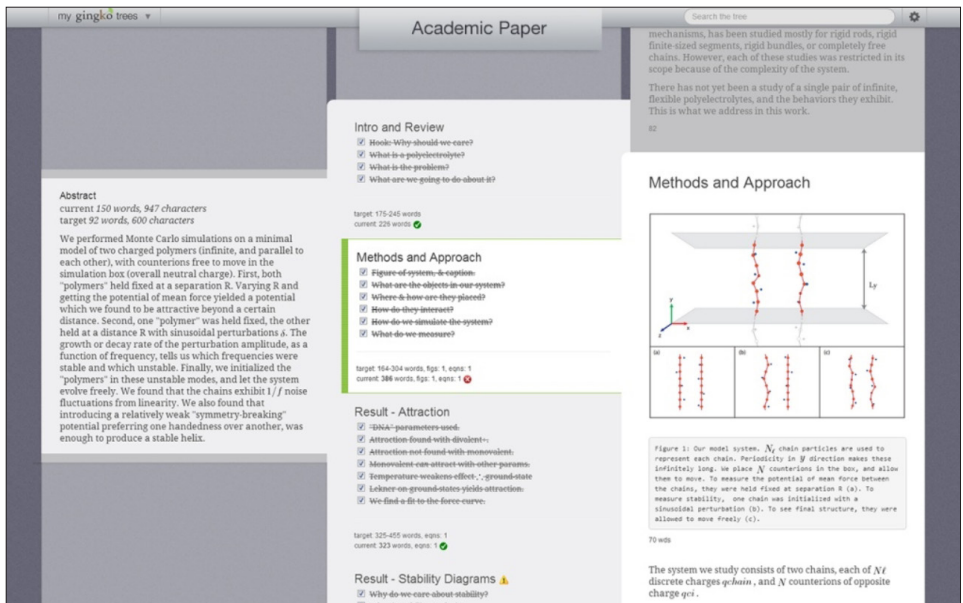 my gingko trees ▼
Academic Paper
Search the tree
Abstract
current 150 words, 947 characters
target 92 words, 600 characters
We performed Monte Carlo simulations on a minimal
model of two charged polymers (infinite, and parallel to
each other), with counterions free to move in the
simulation box (overall neutral charge). First, both
"polymers" held fixed at a separation R. Varying R and
getting the potential of mean force yielded a potential
which we found to be attractive beyond a certain
distance. Second, one "polymer" was held fixed, the other
held at a distance R with sinusoidal perturbations δ. The
growth or decay rate of the perturbation amplitude, as a
function of frequency, tells us which frequencies were
stable and which unstable. Finally, we initialized the
"polymers" in these unstable modes, and let the system
evolve freely. We found that the chains exhibit 1/f noise
fluctuations from linearity. We also found that
introducing a relatively weak "symmetry-breaking"
potential preferring one handedness over another, was
enough to produce a stable helix.
Intro and Review
Hook: Why should we care?
What is a polyelectrolyte?
What is the problem?
What are we going to do about it?
target: 175-245 words
current: 226 words
Methods and Approach
Figure of system, & caption.
What are the objects in our system?
Where & how are they placed?
How do they interact?
How do we simulate the system?
What do we measure?
target: 164-304 words, figs: 1, eqns: 1
current: 386 words, figs: 1, eqns: 1
Result - Attraction
"DNA" parameters used.
Attraction found with divalent-.
Attraction not found with monovalent.
Monovalent can attract with other params.
Temperature weakens effect ∴ ground-state
Lekner on ground-states yields attraction.
We find a fit to the force curve.
target: 325-455 words, eqns: 1
current: 323 words, eqns: 1
Result - Stability Diagrams
Why do we care about stability?
mechanisms, has been studied mostly for rigid rods, rigid
finite-sized segments, rigid bundles, or completely free
chains. However, each of these studies was restricted in its
scope because of the complexity of the system.
There has not yet been a study of a single pair of infinite,
flexible polyelectrolytes, and the behaviors they exhibit.
This is what we address in this work.
82
Methods and Approach
Ly
y
x
z
(a)
(b)
(c)
Figure 1: Our model system. Nℓ chain particles are used to
represent each chain. Periodicity in y direction makes these
infinitely long. We place N counterions in the box, and allow
them to move. To measure the potential of mean force between
the chains, they were held fixed at separation R (a). To
measure stability, one chain was initialized with a
sinusoidal perturbation (b). To see final structure, they were
allowed to move freely (c).
70 wds
The system we study consists of two chains, each of Nℓ
discrete charges qchain, and N counterions of opposite
charge qci.